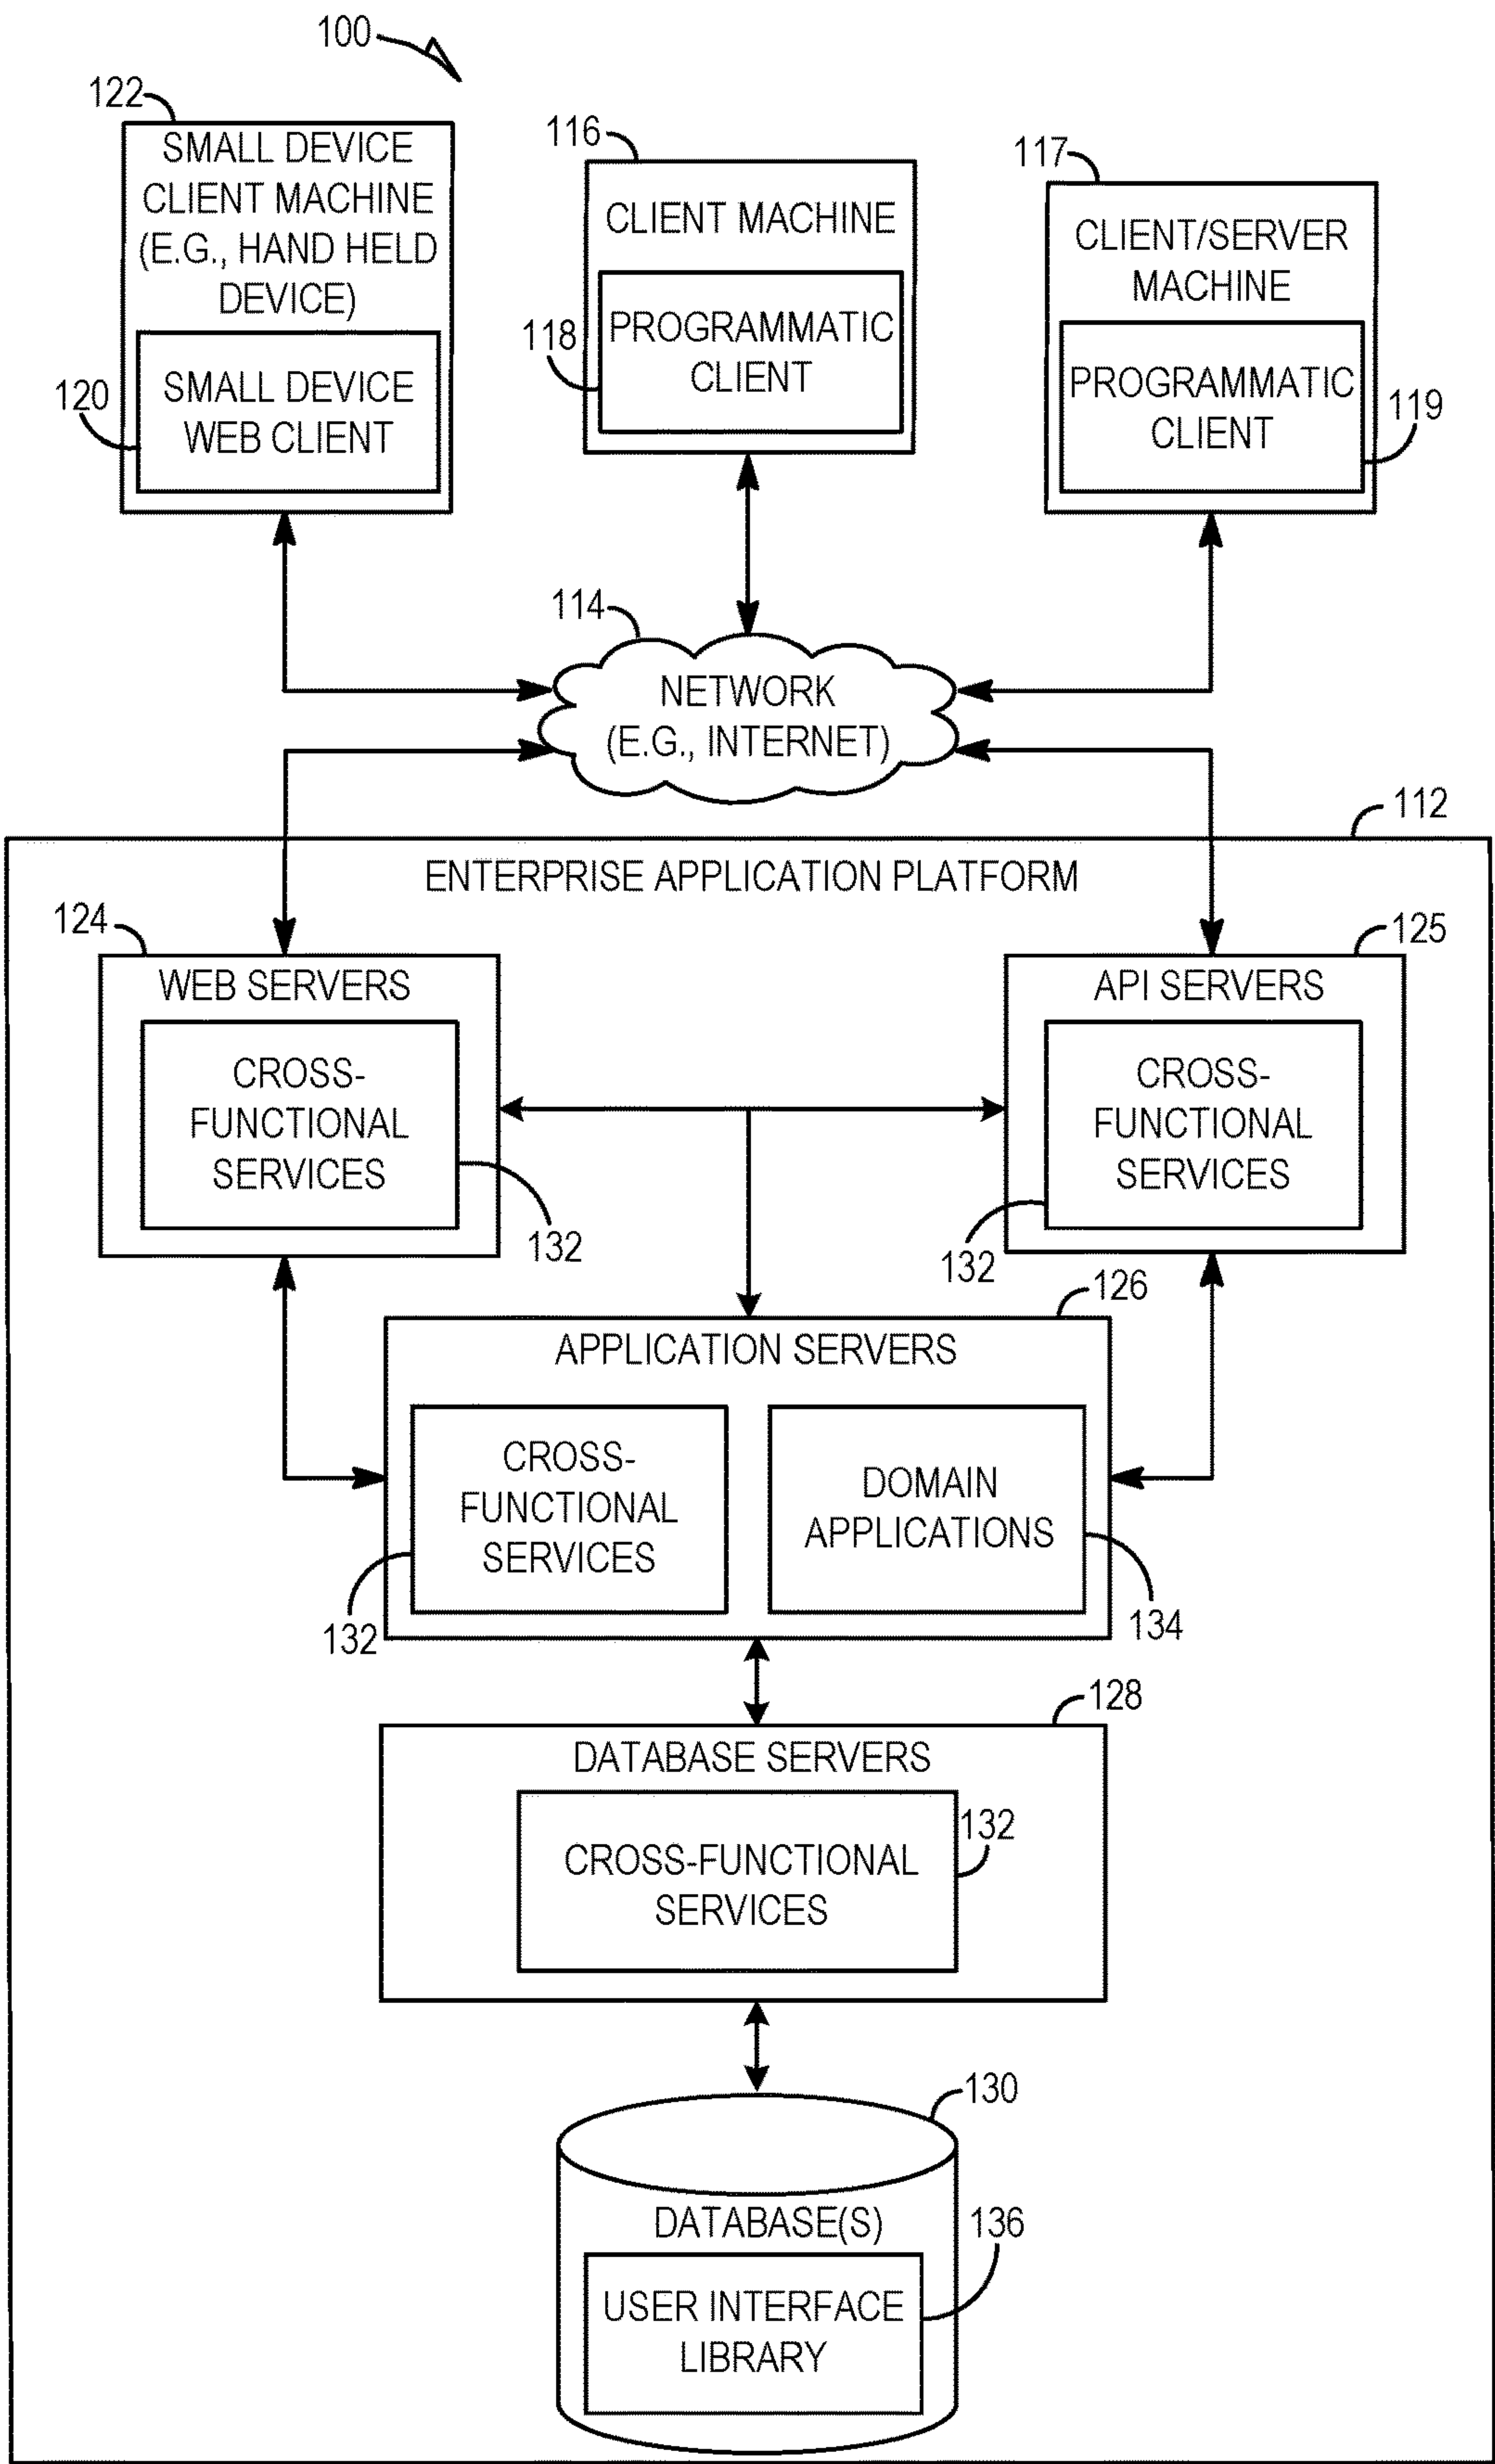 100
122
SMALL DEVICE
CLIENT MACHINE
(E.G., HAND HELD
DEVICE)
120
SMALL DEVICE
WEB CLIENT
116
CLIENT MACHINE
118
PROGRAMMATIC
CLIENT
117
CLIENT/SERVER
MACHINE
PROGRAMMATIC
CLIENT
119
114
NETWORK
(E.G., INTERNET)
112
ENTERPRISE APPLICATION PLATFORM
124
WEB SERVERS
CROSS-
FUNCTIONAL
SERVICES
132
125
API SERVERS
CROSS-
FUNCTIONAL
SERVICES
132
126
APPLICATION SERVERS
CROSS-
FUNCTIONAL
SERVICES
132
DOMAIN
APPLICATIONS
134
128
DATABASE SERVERS
132
CROSS-FUNCTIONAL
SERVICES
130
DATABASE(S)
136
USER INTERFACE
LIBRARY